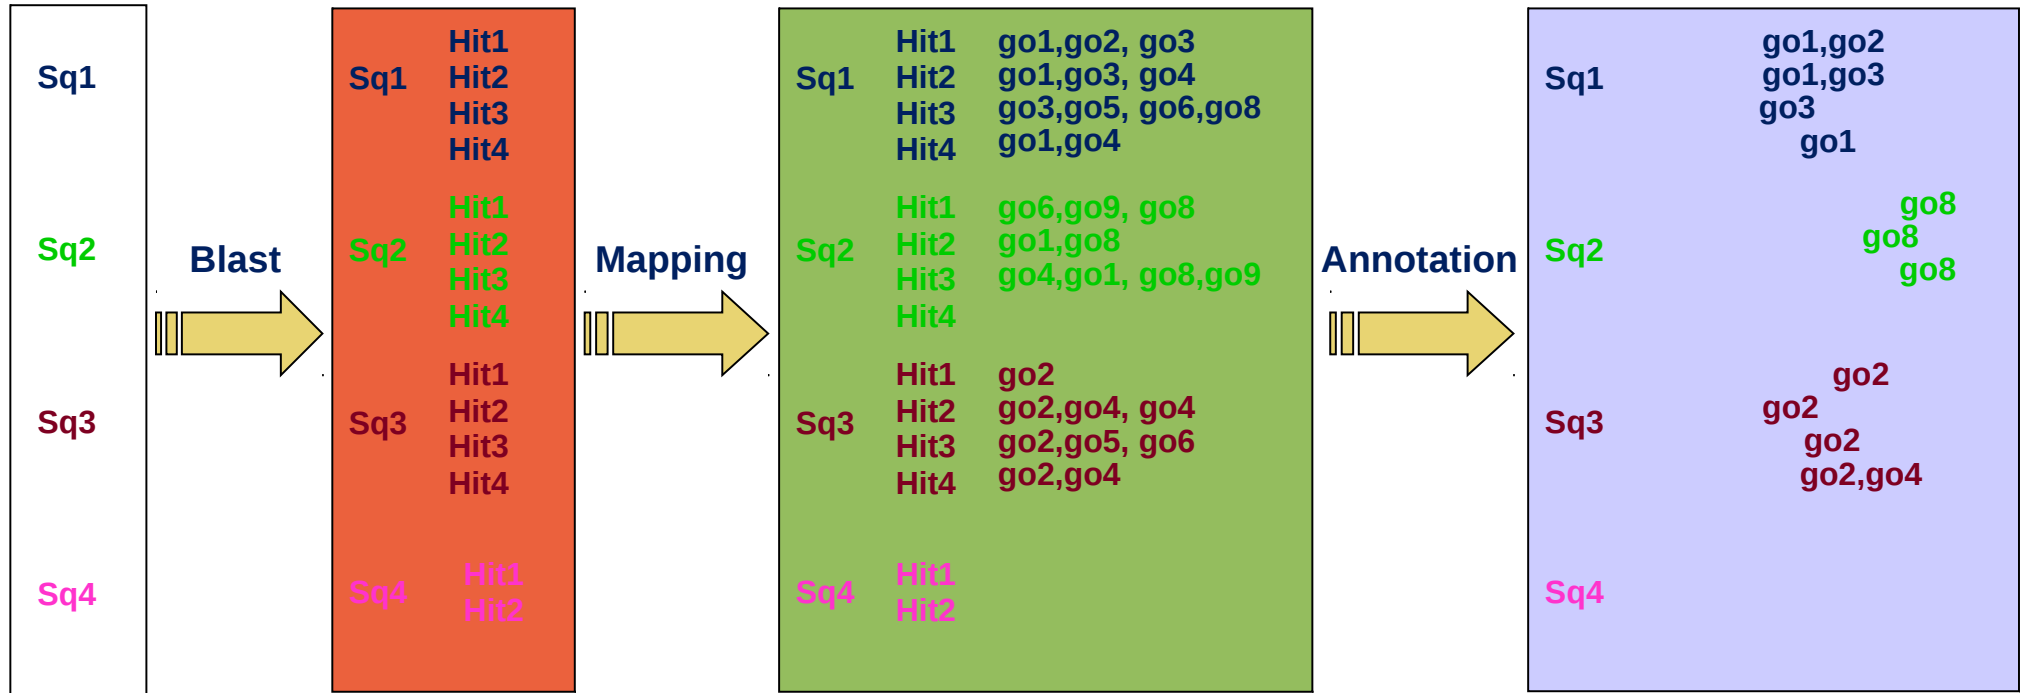 Sq1
Sq2
Sq3
Sq4
Blast
Sq1
Hit1
Hit2
Hit3
Hit4
Sq2
Hit1
Hit2
Hit3
Hit4
Sq3
Hit1
Hit2
Hit3
Hit4
Sq4
Hit1
Hit2
Mapping
Sq1
Hit1 go1,go2, go3
Hit2 go1,go3, go4
Hit3 go3,go5, go6,go8
Hit4 go1,go4
Sq2
Hit1 go6,go9, go8
Hit2 go1,go8
Hit3 go4,go1, go8,go9
Hit4
Sq3
Hit1 go2
Hit2 go2,go4, go4
Hit3 go2,go5, go6
Hit4 go2,go4
Sq4
Hit1
Hit2
Annotation
Sq1
go1,go2
go1,go3
go3
go1
Sq2
go8
go8
go8
Sq3
go2
go2
go2
go2,go4
Sq4